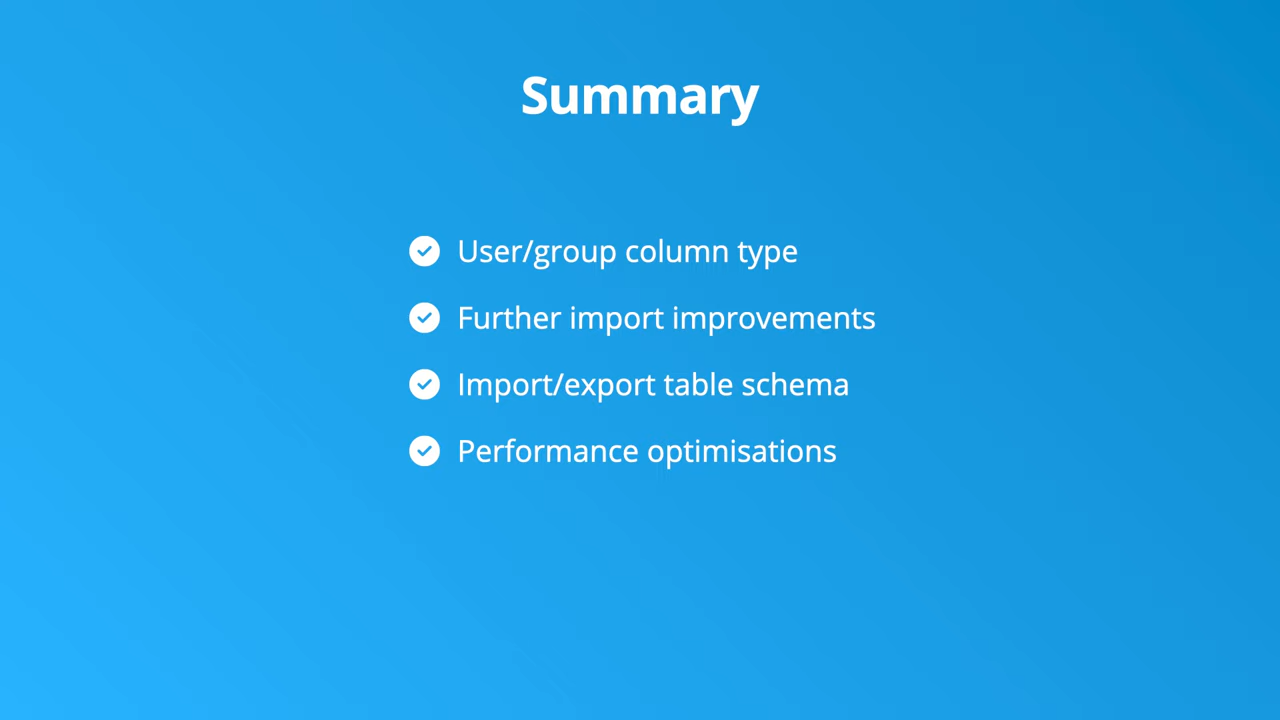 Summary
User/group column type
Further import improvements
Import/export table schema
Performance optimisations